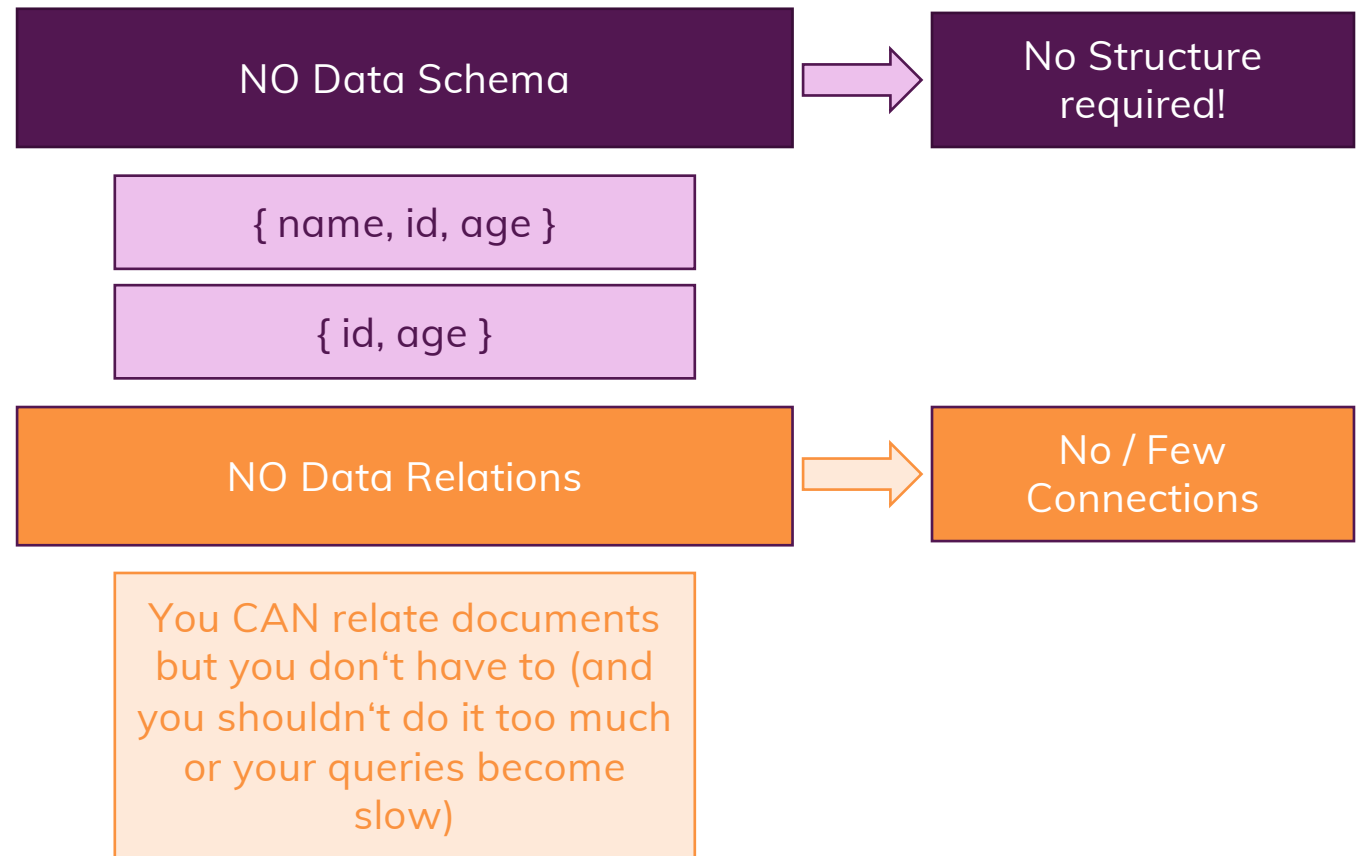 NO Data Schema
No Structure
required!
{ name, id, age }
{ id, age }
NO Data Relations
No / Few
Connections
You CAN relate documents
but you don‘t have to (and
you shouldn‘t do it too much
or your queries become
slow)